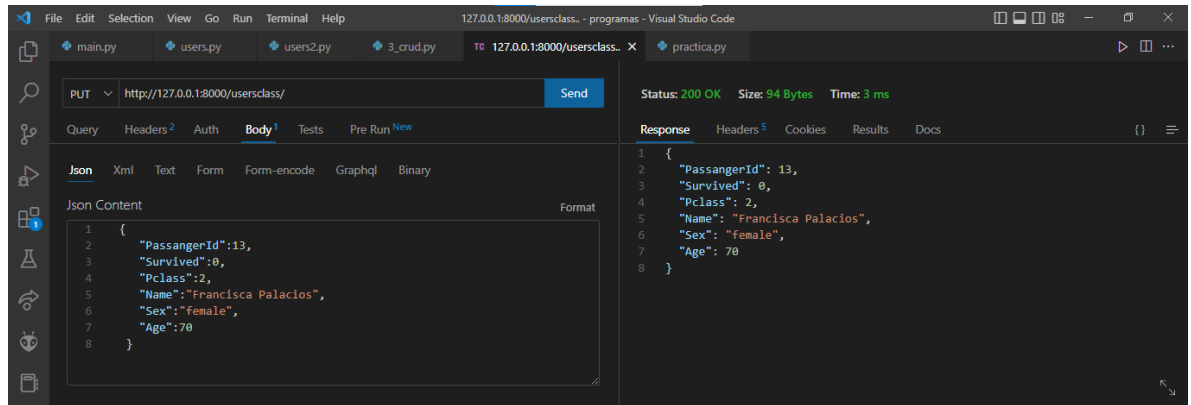 File Edit Selection View Go Run Terminal Help 127.0.0.1:8000/usersclass.. - programas - Visual Studio Code
main.py users.py users2.py 3_crud.py TC 127.0.0.1:8000/usersclass.. practica.py
PUT http://127.0.0.1:8000/usersclass/ Send
Status: 200 OK Size: 94 Bytes Time: 3 ms
Query Headers 2 Auth Body 1 Tests Pre Run New
Response Headers 5 Cookies Results Docs {}
Json Xml Text Form Form-encode Graphql Binary
Json Content Format
1 {
2 "PassangerId":13,
3 "Survived":0,
4 "Pclass":2,
5 "Name":"Francisca Palacios",
6 "Sex":"female",
7 "Age":70
8 }
1 {
2 "PassangerId": 13,
3 "Survived": 0,
4 "Pclass": 2,
5 "Name": "Francisca Palacios",
6 "Sex": "female",
7 "Age": 70
8 }
1